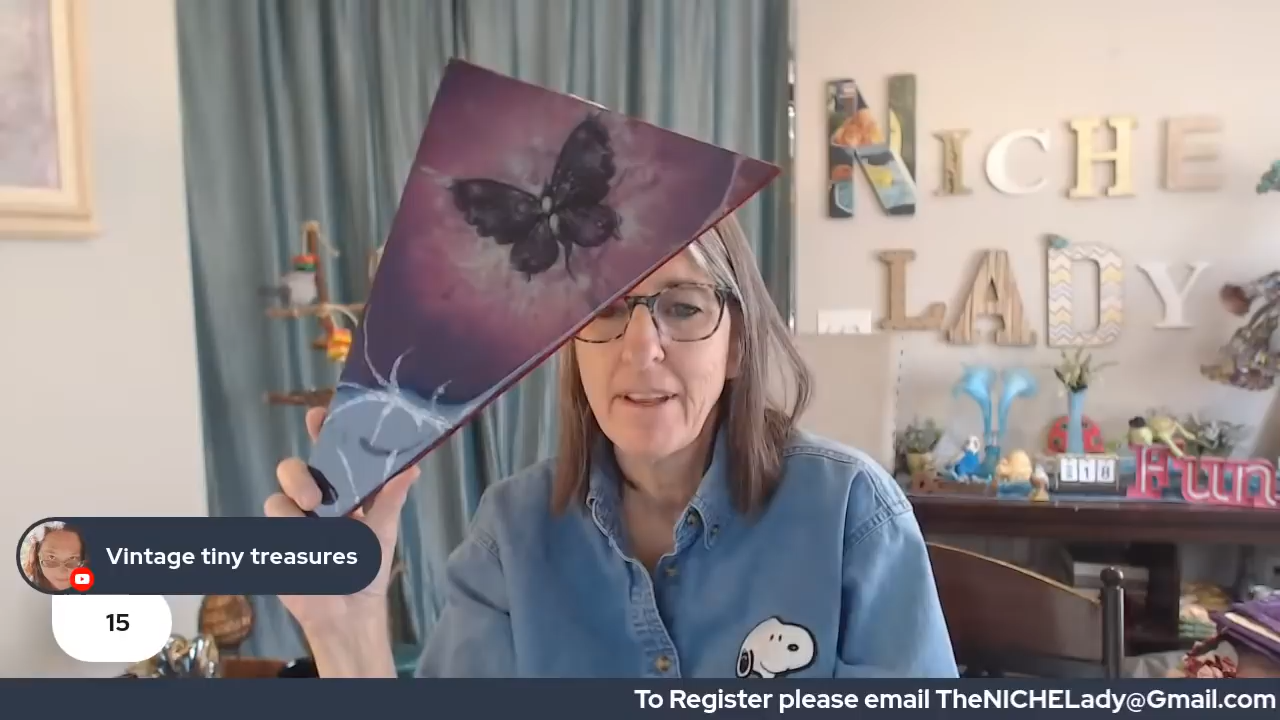 NICHE
LADY
Fun
Vintage tiny treasures
15
To Register please email TheNICHELady@Gmail.com